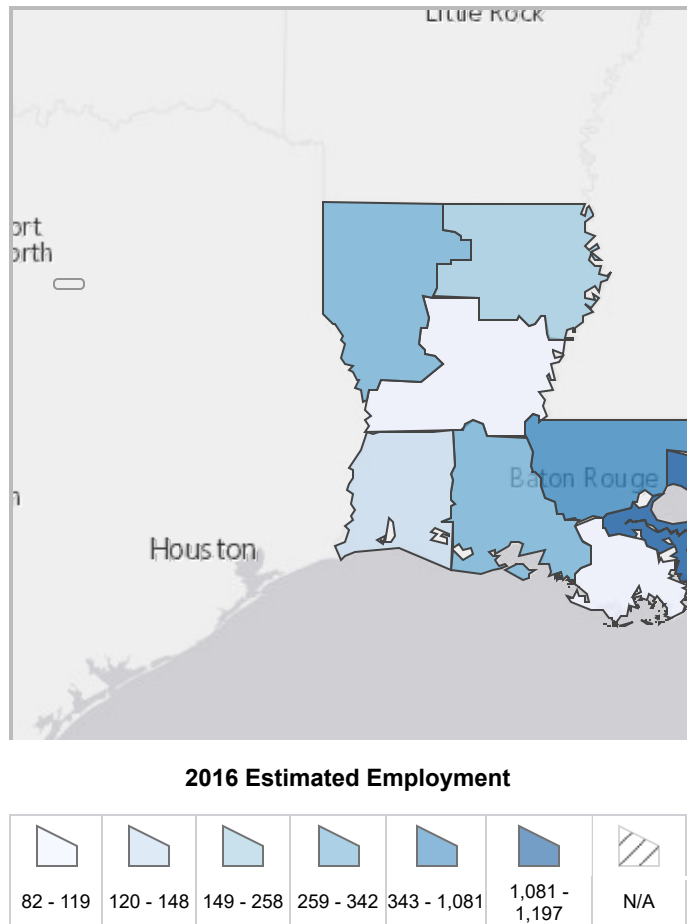 Little Rock
ort
orth
Baton Rouge
n
Houston
2016 Estimated Employment
82 - 119 120 - 148 149 - 258 259 - 342 343 - 1,081 1,081 - N/A
1,197